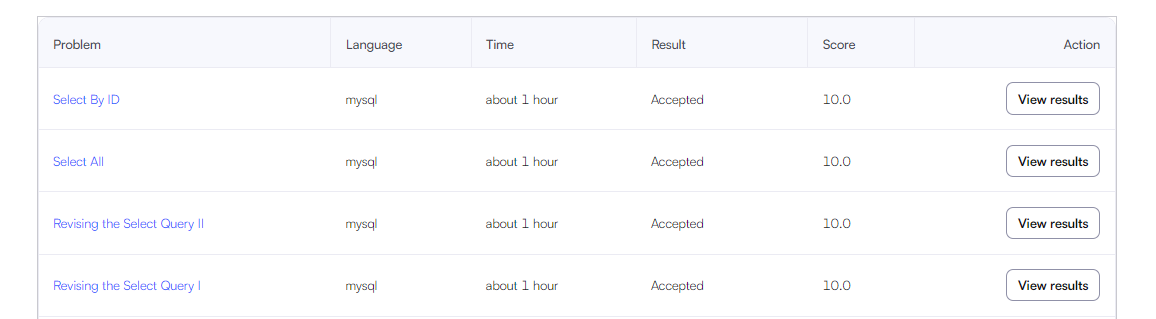 Problem Language Time Result Score Action
Select By ID mysql about 1 hour Accepted 10.0 View results
Select All mysql about 1 hour Accepted 10.0 View results
Revising the Select Query II mysql about 1 hour Accepted 10.0 View results
Revising the Select Query I mysql about 1 hour Accepted 10.0 View results